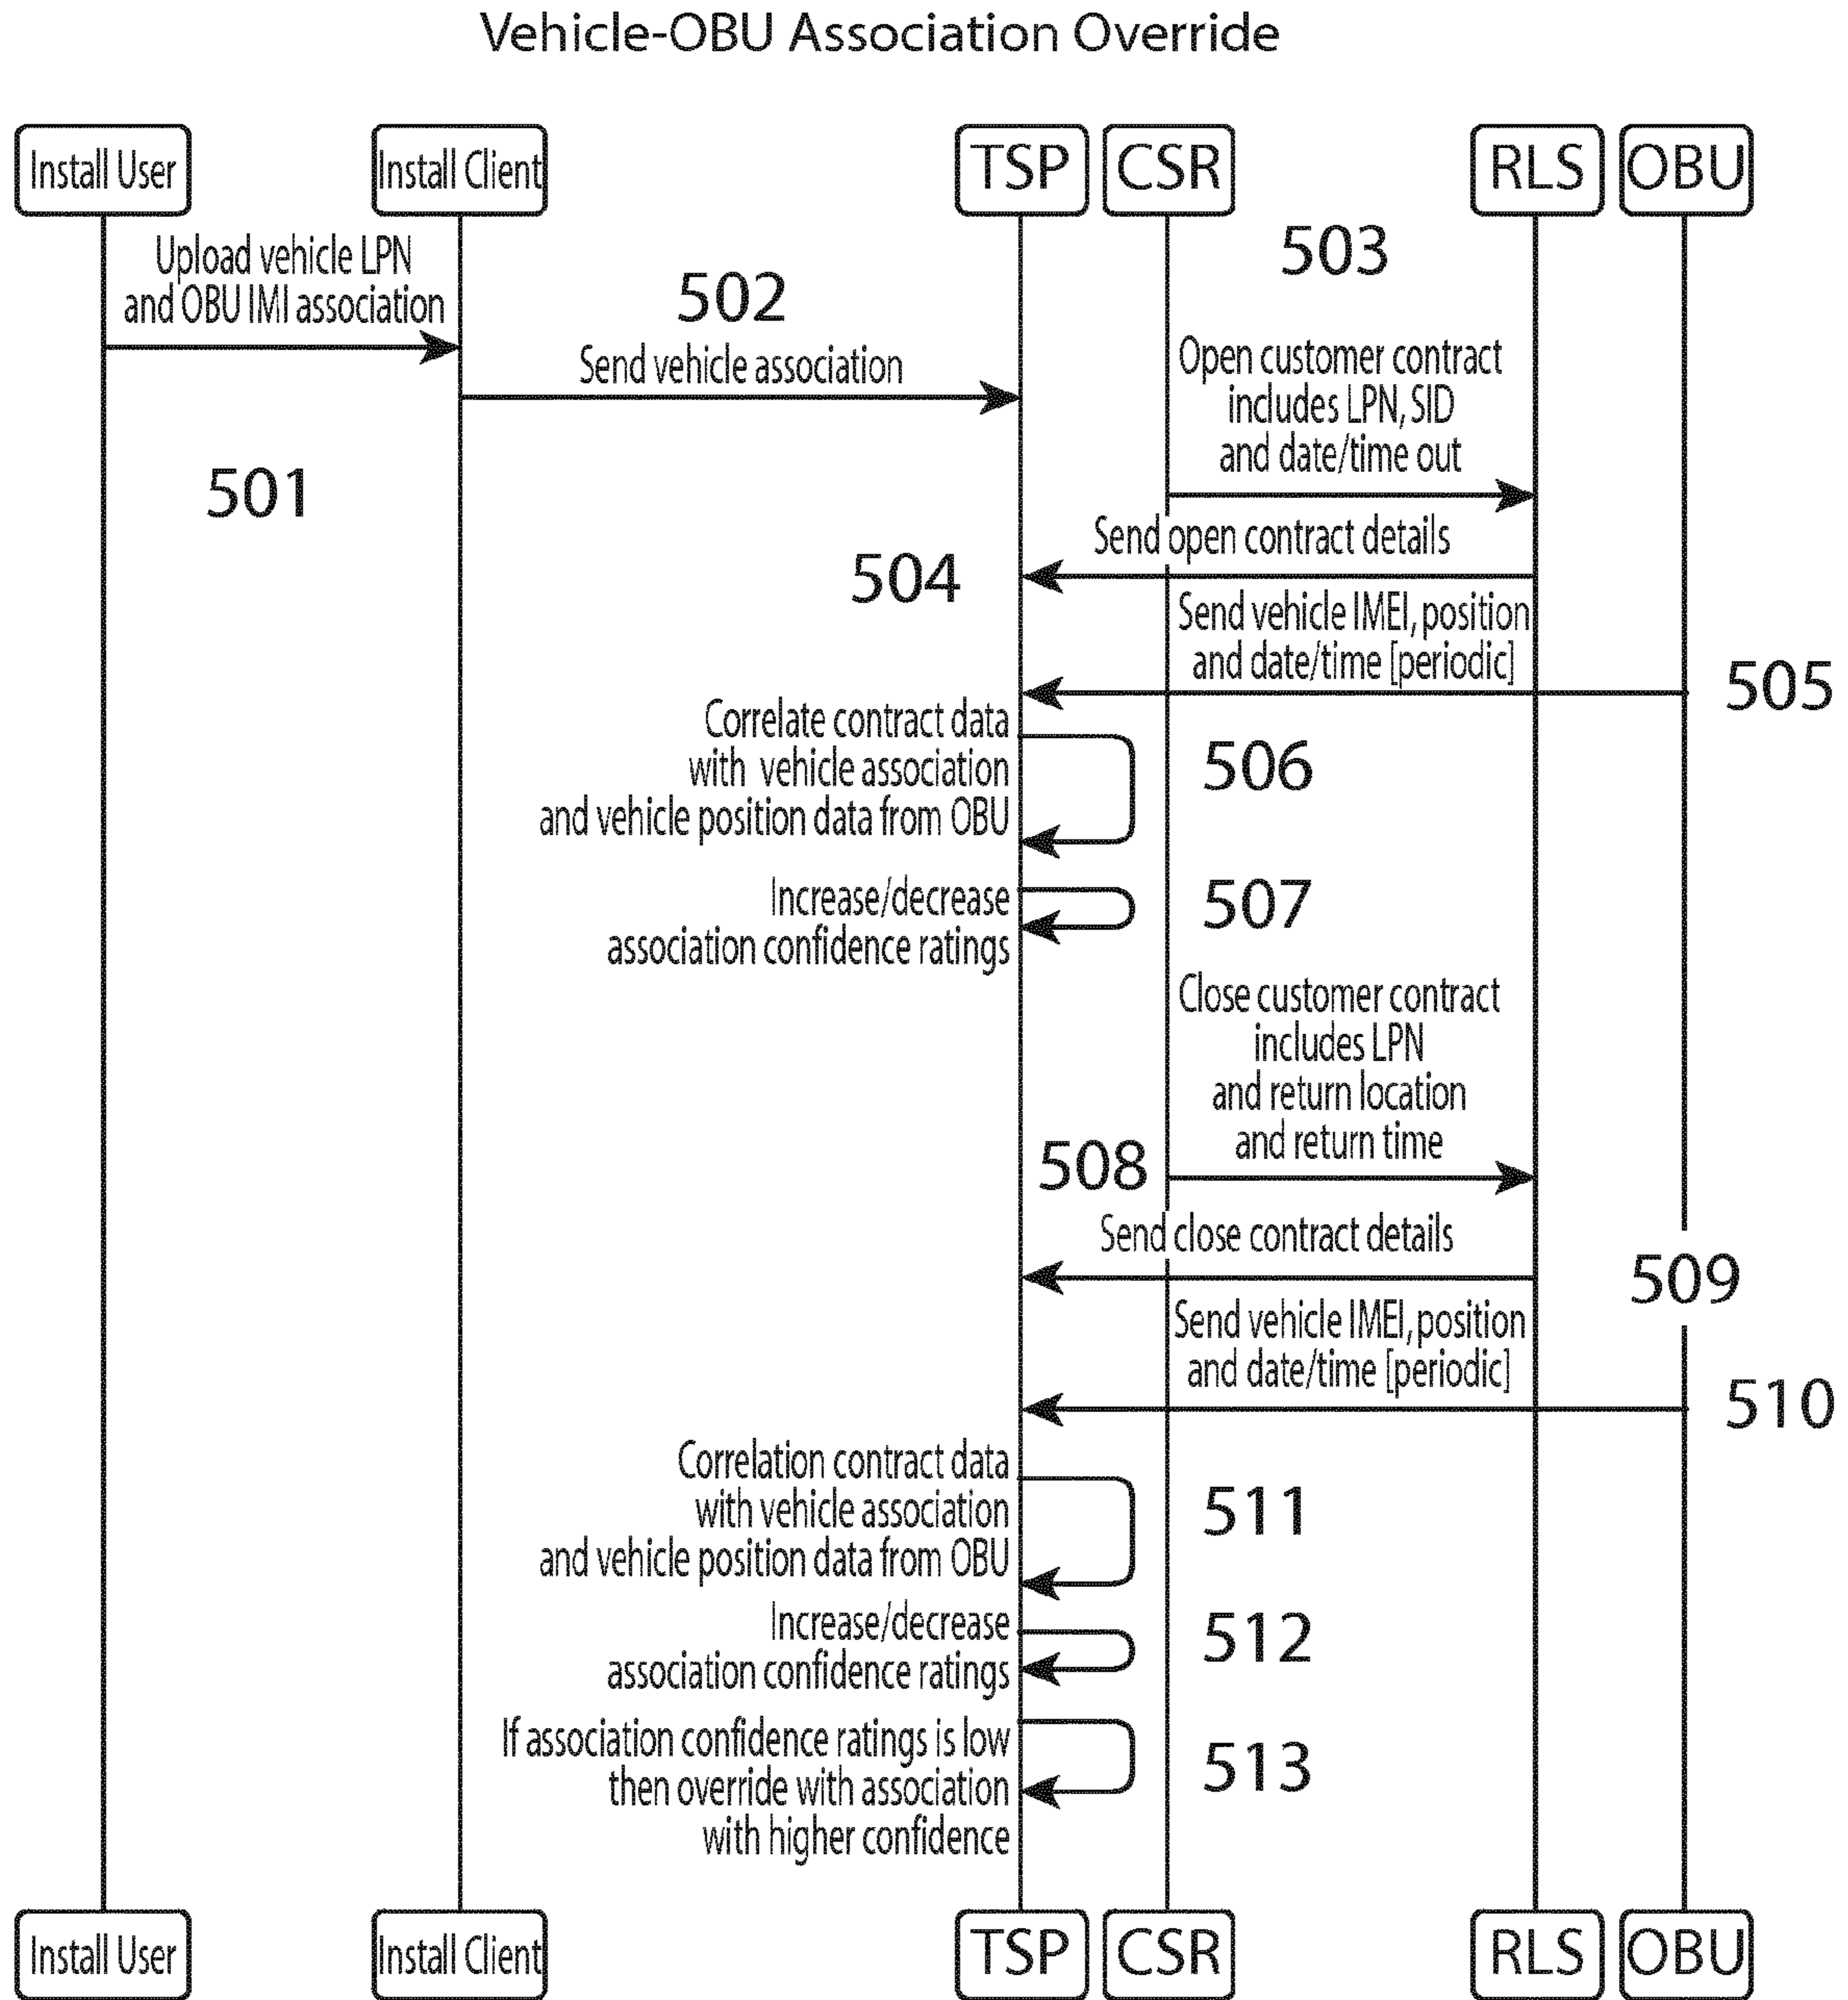 Vehicle-OBU Association Override
Install User
Install Client
TSP
CSR
RLS
OBU
Upload vehicle LPN
and OBU IMI association
501
502
Send vehicle association
503
Open customer contract
includes LPN, SID
and date/time out
Send open contract details
504
Send vehicle IMEI, position
and date/time [periodic]
505
Correlate contract data
with vehicle association
and vehicle position data from OBU
506
Increase/decrease
association confidence ratings
507
Close customer contract
includes LPN
and return location
and return time
508
Send close contract details
509
Send vehicle IMEI, position
and date/time [periodic]
510
Correlation contract data
with vehicle association
and vehicle position data from OBU
511
Increase/decrease
association confidence ratings
512
If association confidence ratings is low
then override with association
with higher confidence
513
Install User
Install Client
TSP
CSR
RLS
OBU